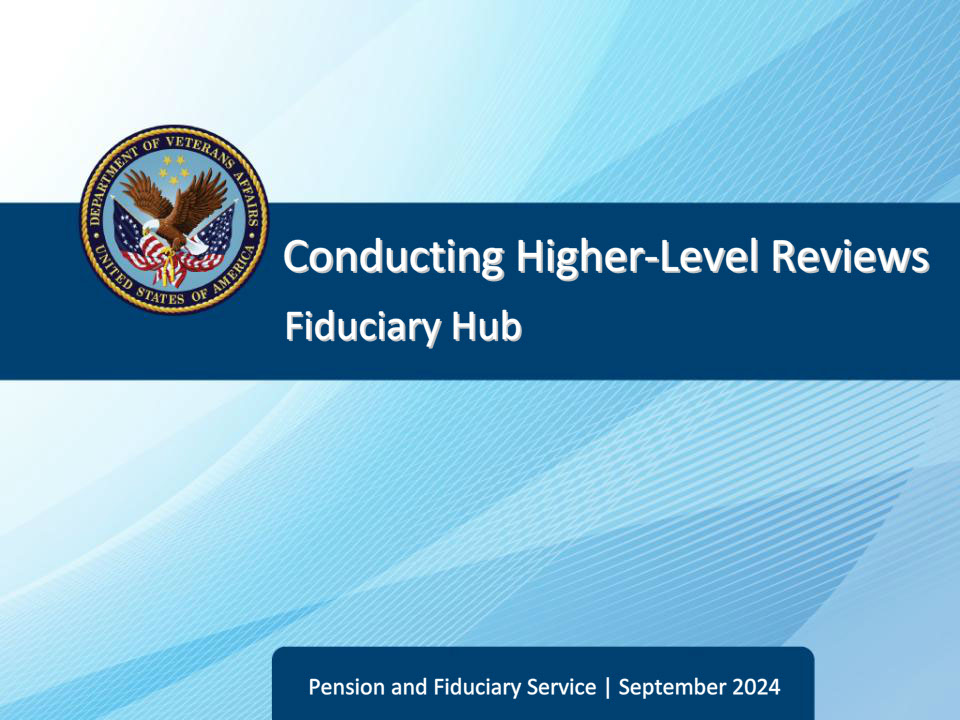 DEPARTMENT OF VETERANS AFFAIRS
UNITED STATES OF AMERICA
Conducting Higher-Level Reviews
Fiduciary Hub
Pension and Fiduciary Service | September 2024